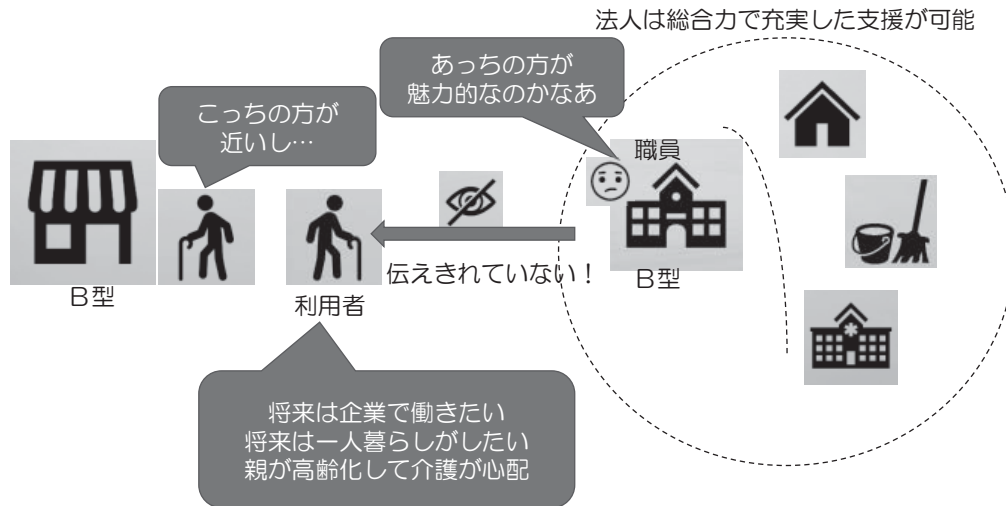 法人は総合力で充実した支援が可能
あっちの方が
魅力的なのかなあ
こっちの方が
近いし…
職員
伝えきれていない！
B型
B型
利用者
将来は企業で働きたい
将来は一人暮らしがしたい
親が高齢化して介護が心配